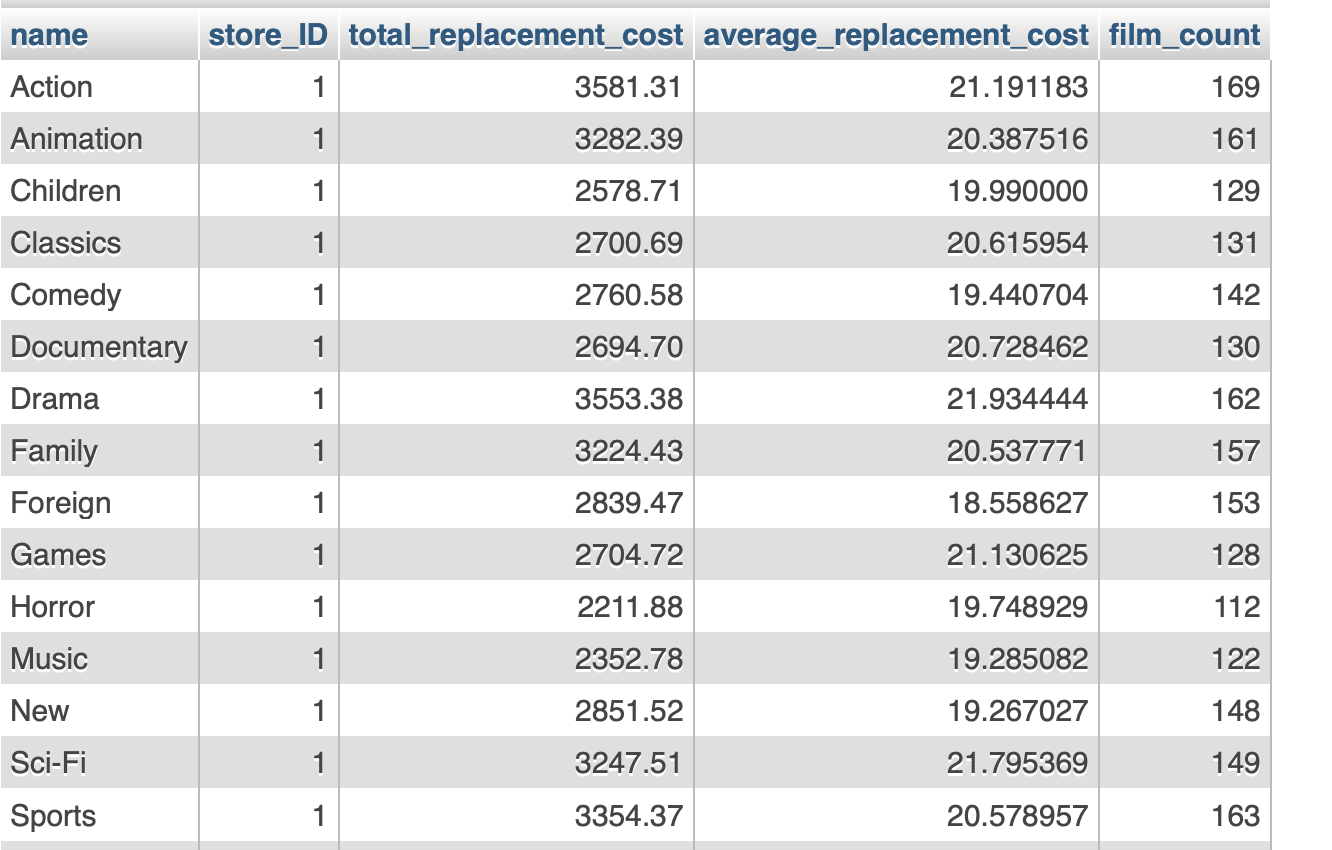 name store_ID total_replacement_cost average_replacement_cost film_count
Action 1 3581.31 21.191183 169
Animation 1 3282.39 20.387516 161
Children 1 2578.71 19.990000 129
Classics 1 2700.69 20.615954 131
Comedy 1 2760.58 19.440704 142
Documentary 1 2694.70 20.728462 130
Drama 1 3553.38 21.934444 162
Family 1 3224.43 20.537771 157
Foreign 1 2839.47 18.558627 153
Games 1 2704.72 21.130625 128
Horror 1 2211.88 19.748929 112
Music 1 2352.78 19.285082 122
New 1 2851.52 19.267027 148
Sci-Fi 1 3247.51 21.795369 149
Sports 1 3354.37 20.578957 163